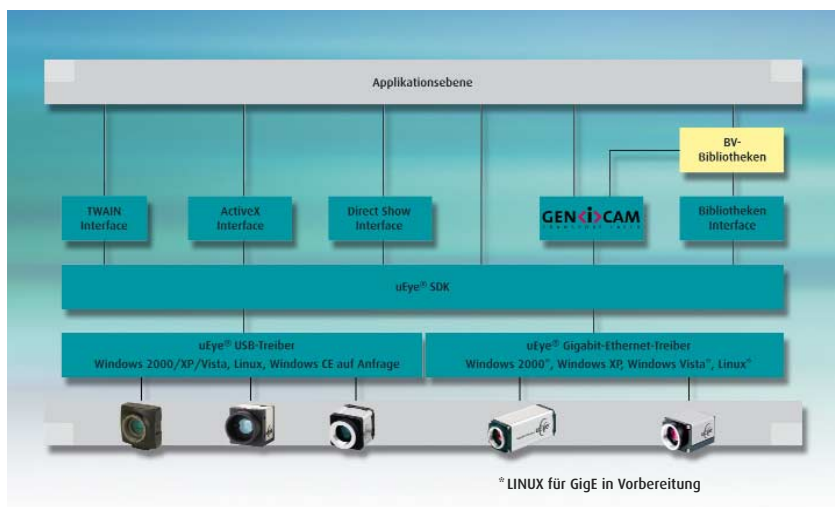 Applikationsebene
BV-
Bibliotheken
TWAIN
Interface
ActiveX
Interface
Direct Show
Interface
GEN<i>CAM
TRANSPORT LAYER
Bibliotheken
Interface
uEye® SDK
uEye® USB-Treiber
Windows 2000/XP/Vista, Linux, Windows CE auf Anfrage
uEye® Gigabit-Ethernet-Treiber
Windows 2000*, Windows XP, Windows Vista*, Linux*
* LINUX für GigE in Vorbereitung